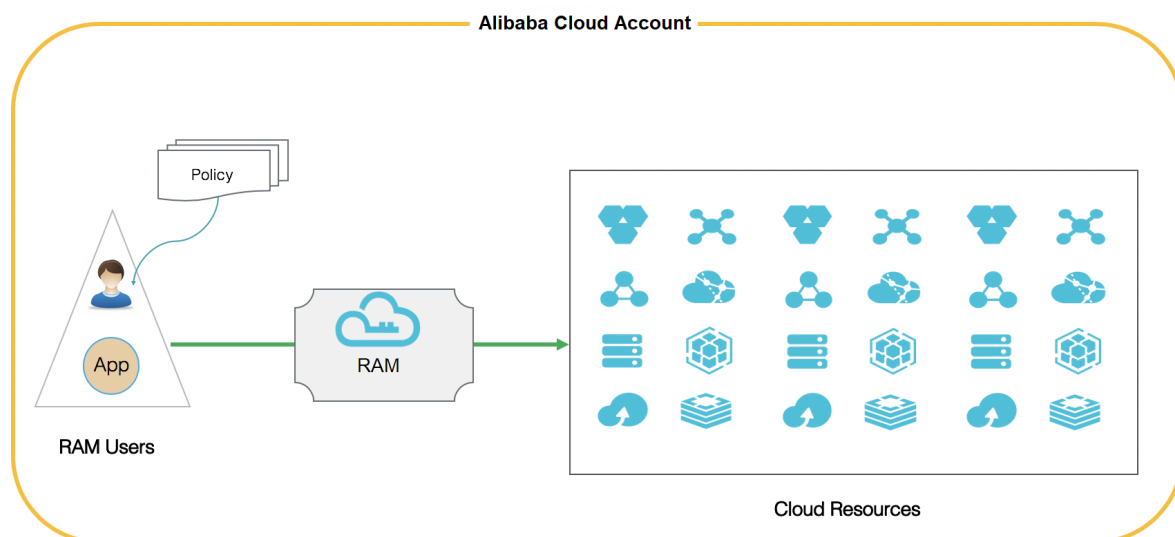 Alibaba Cloud Account
Policy
App
RAM
RAM Users
Cloud Resources